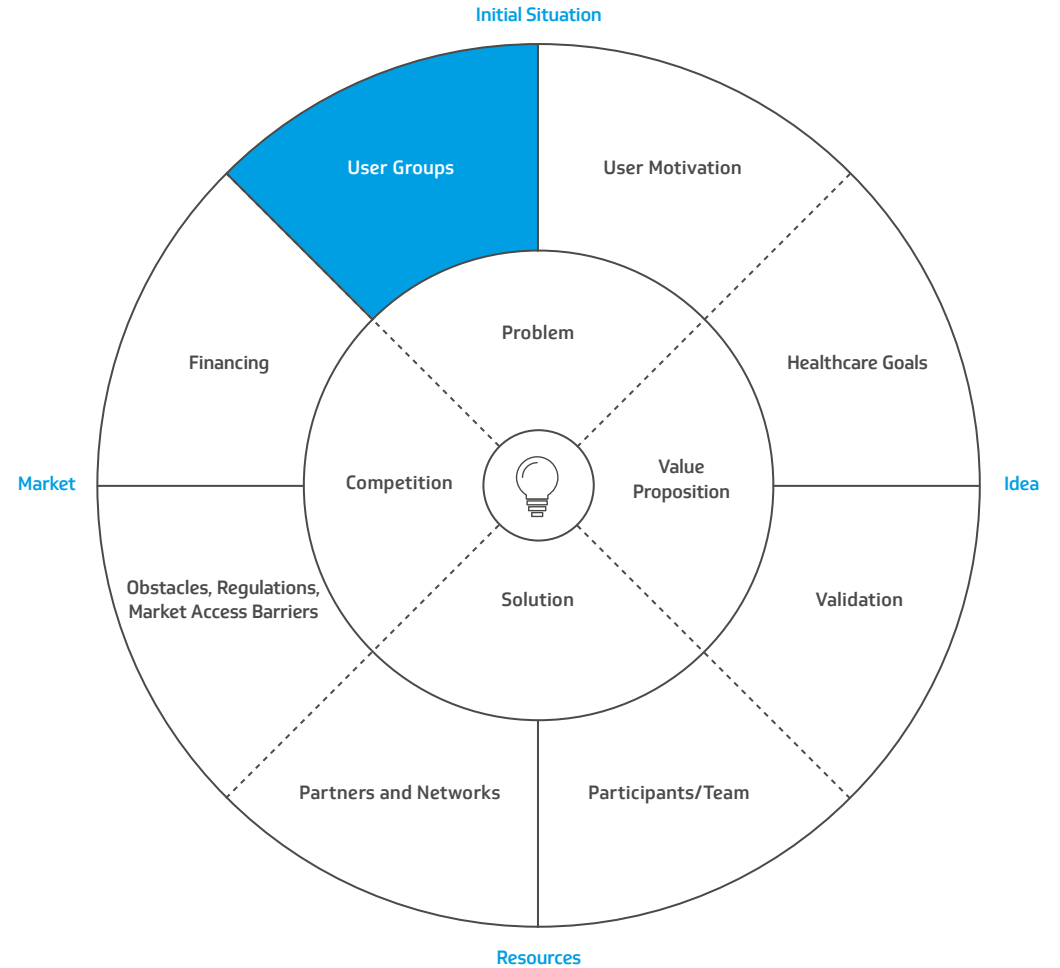 Initial Situation
User Groups
User Motivation
Problem
Financing
Healthcare Goals
Market
Competition
Value
Proposition
Idea
Obstacles, Regulations,
Market Access Barriers
Solution
Validation
Partners and Networks
Participants/Team
Resources